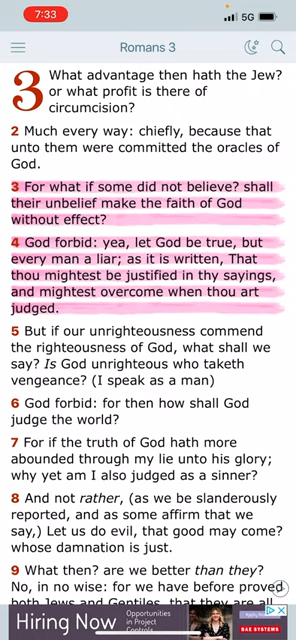 7:33
5G
Romans 3
3 What advantage then hath the Jew?
or what profit is there of
circumcision?
2 Much every way: chiefly, because that
unto them were committed the oracles of
God.
3 For what if some did not believe? shall
their unbelief make the faith of God
without effect?
4 God forbid: yea, let God be true, but
every man a liar; as it is written, That
thou mightest be justified in thy sayings,
and mightest overcome when thou art
judged.
5 But if our unrighteousness commend
the righteousness of God, what shall we
say? Is God unrighteous who taketh
vengeance? (I speak as a man)
6 God forbid: for then how shall God
judge the world?
7 For if the truth of God hath more
abounded through my lie unto his glory;
why yet am I also judged as a sinner?
8 And not rather, (as we be slanderously
reported, and as some affirm that we
say,) Let us do evil, that good may come?
whose damnation is just.
9 What then? are we better than they?
No, in no wise: for we have before proved
both Jews and Gentiles, that they are all
Hiring Now
Opportunities
in Project
Controls
BAE SYSTEMS